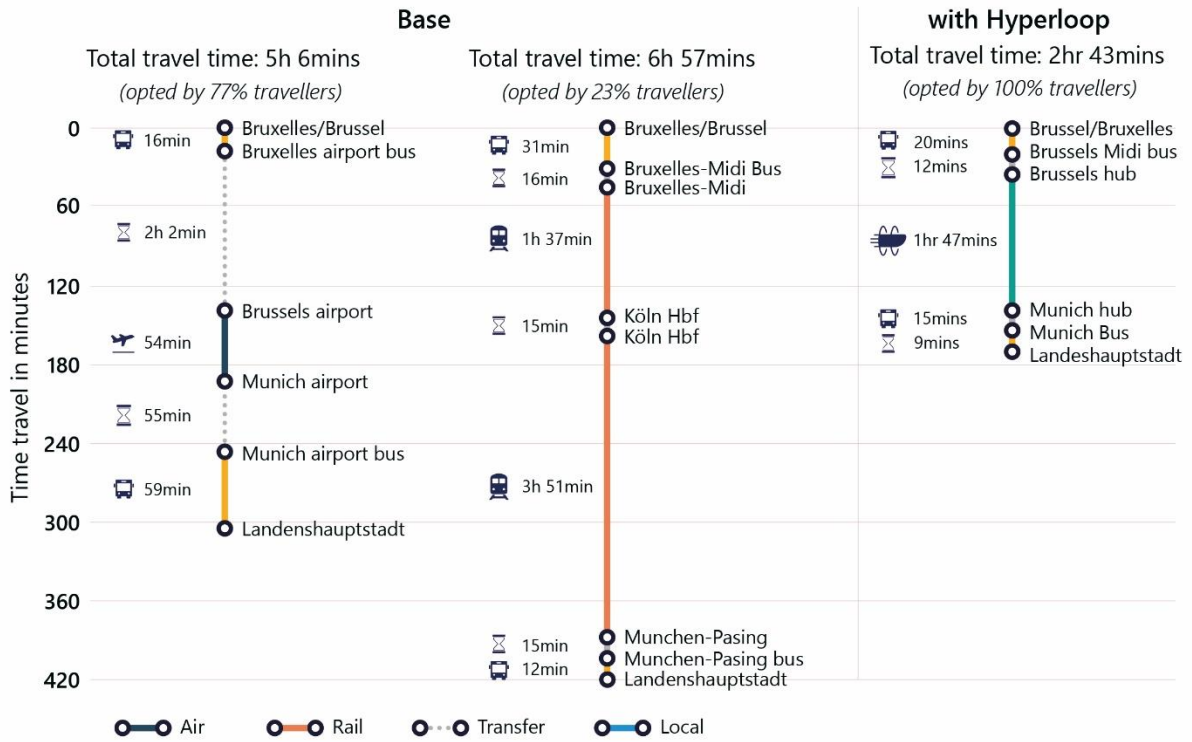 Base
with Hyperloop
Total travel time: 5h 6mins
(opted by 77% travellers)
Total travel time: 6h 57mins
(opted by 23% travellers)
Total travel time: 2hr 43mins
(opted by 100% travellers)
Time travel in minutes
0
60
120
180
240
300
360
420
16min
2h 2min
54min
55min
59min
Bruxelles/Brussel
Bruxelles airport bus
Brussels airport
Munich airport
Munich airport bus
Landenshauptstadt
31min
16min
1h 37min
15min
3h 51min
15min
12min
Bruxelles/Brussel
Bruxelles-Midi Bus
Bruxelles-Midi
Köln Hbf
Köln Hbf
Munchen-Pasing
Munchen-Pasing bus
Landenshauptstadt
20mins
12mins
1hr 47mins
15mins
9mins
Brussel/Bruxelles
Brussels Midi bus
Brussels hub
Munich hub
Munich Bus
Landeshauptstadt
Air
Rail
Transfer
Local